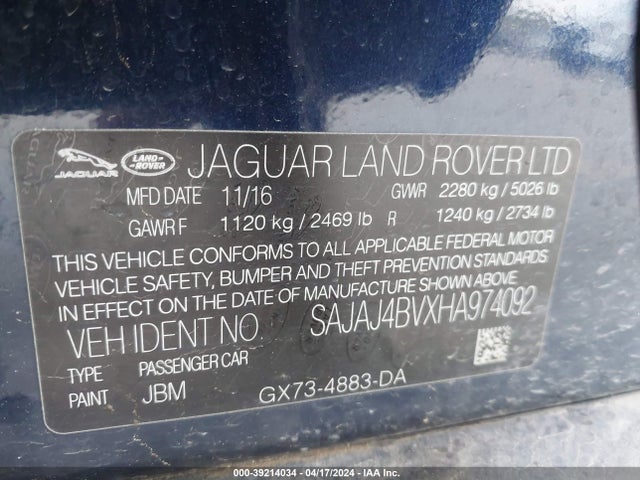 JAGUAR LAND-ROVER JAGUAR LAND ROVER LTD
MFD DATE 11/16 GVWR 2280 kg / 5026 lb
GAWR F 1120 kg / 2469 lb R 1240 kg / 2734 lb
THIS VEHICLE CONFORMS TO ALL APPLICABLE FEDERAL MOTOR
VEHICLE SAFETY, BUMPER AND THEFT PREVENTION STANDARDS
IN EFFECT ON THE DATE OF MANUFACTURE SHOWN ABOVE.
VEH IDENT NO SAJAJ4BVXHA974092
TYPE PASSENGER CAR
PAINT JBM GX73-4883-DA
000-39214034 - 04/17/2024 - IAA Inc.